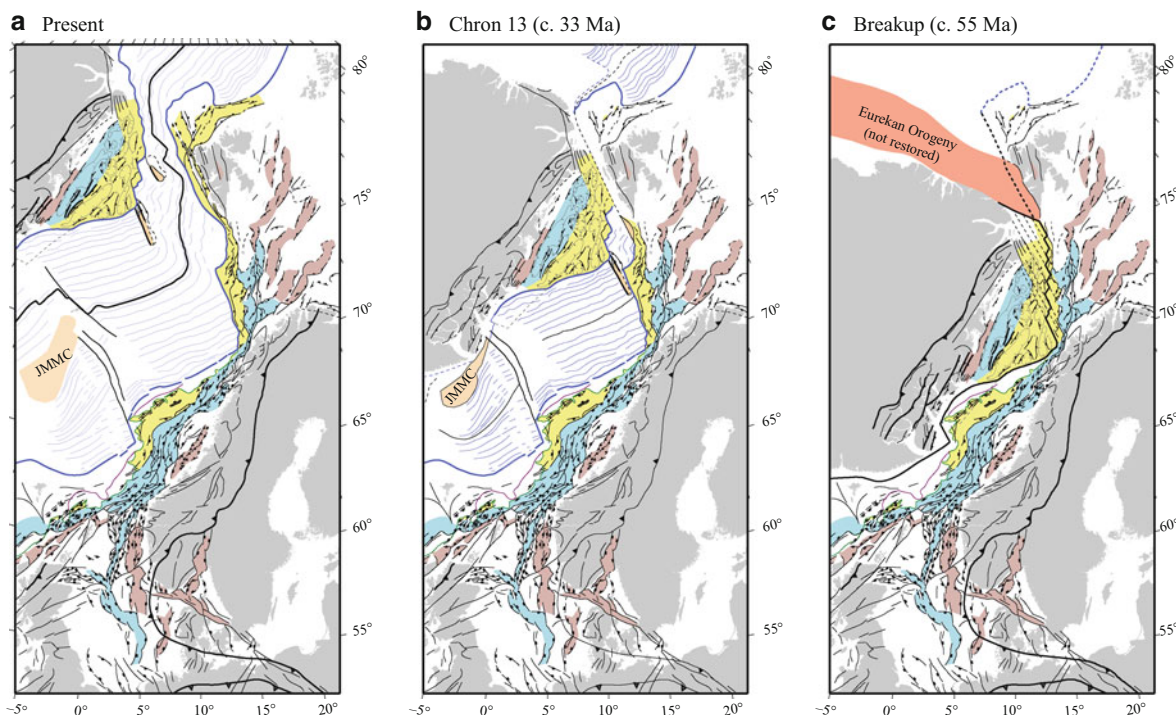 a Present
b Chron 13 (c. 33 Ma)
c Breakup (c. 55 Ma)
80°
75°
70°
65°
60°
55°
JMMC
–5° 0° 5° 10° 15° 20°
80°
75°
70°
65°
60°
55°
JMMC
–5° 0° 5° 10° 15° 20°
Eurekan Orogeny
(not restored)
80°
75°
70°
65°
60°
55°
–5° 0° 5° 10° 15° 20°